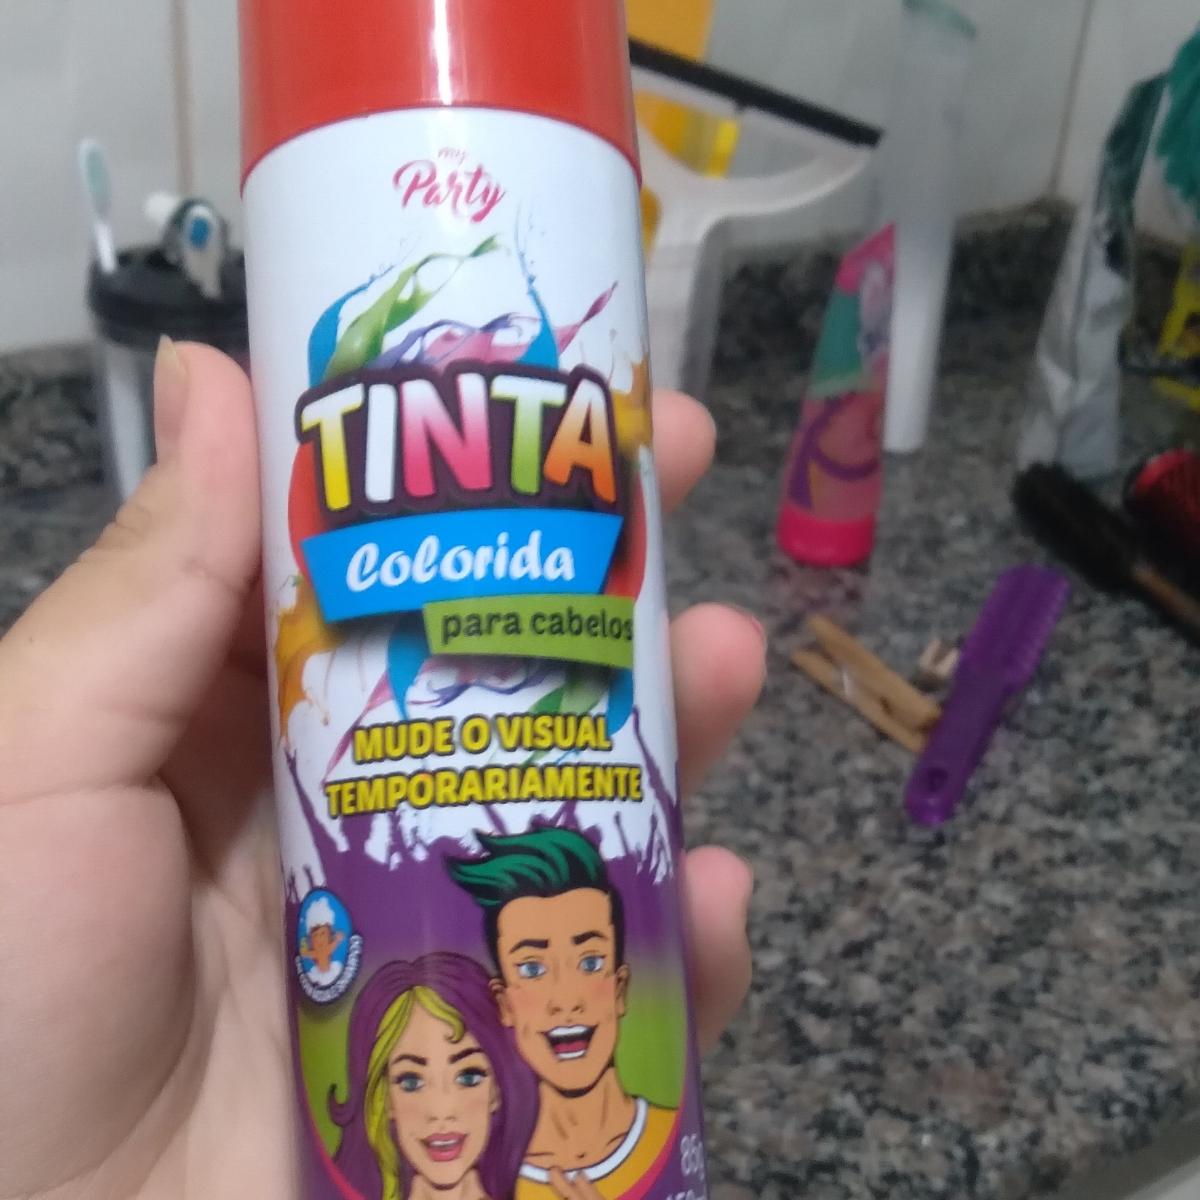 my
Party
TINTA
Colorida
para cabelos
MUDE O VISUAL
TEMPORARIAMENTE